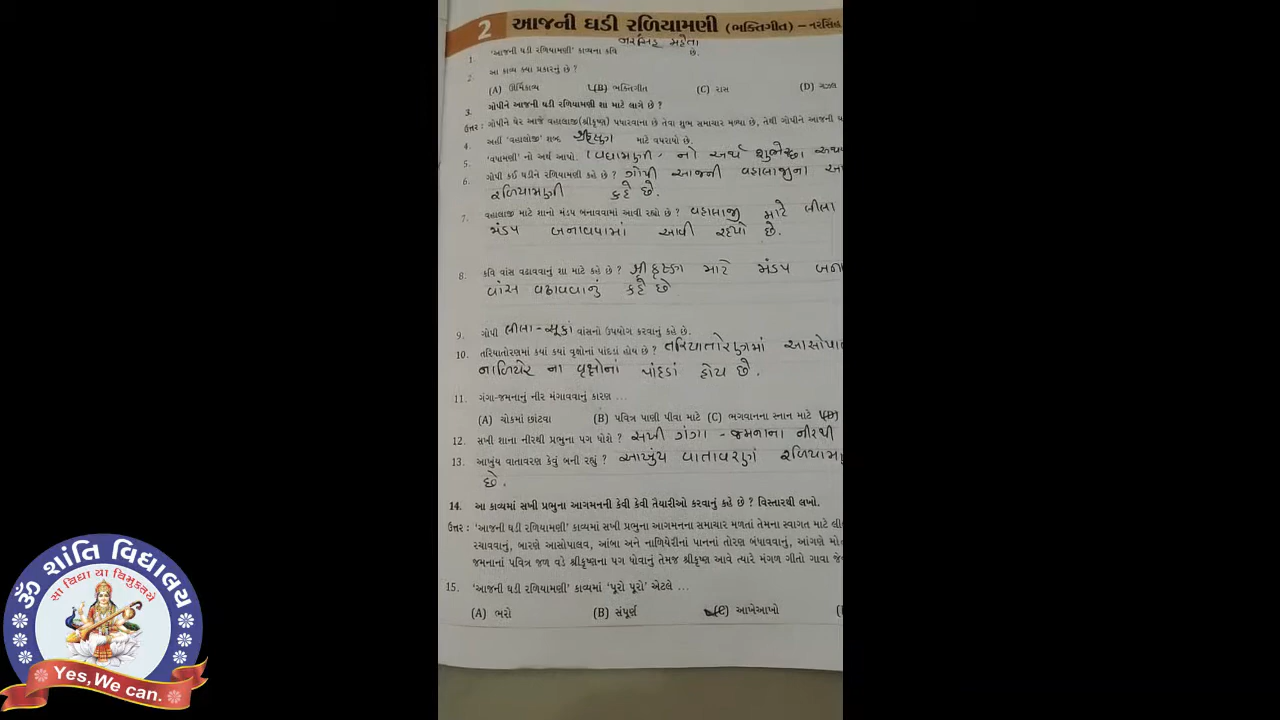 2 આજની ઘડી રળિયામણી (ભક્તિગીત) – નરસિંહ
નરસિંહ મહેતા
1. 'આજની ઘડી રળિયામણી' કાવ્યના કવિ છે.
2. આ કાવ્ય ક્યા પ્રકારનું છે ?
(A) ઊર્મિકાવ્ય (B) ભક્તિગીત (C) રાસ (D) ગઝલ
3. ગોપીને આજની ઘડી રળિયામણી શા માટે લાગે છે ?
ઉત્તર : ગોપીને ઘેર આજે વહાલાજી(શ્રીકૃષ્ણ) પધારવાના છે તેવા શુભ સમાચાર મળ્યા છે, તેથી ગોપીને આજની
4. અહીં 'વહાલોજી' શબ્દ શ્રીકૃષ્ણ માટે વપરાયો છે.
5. 'વધામણી' નો અર્થ આપો. 'વધામણી' નો અર્થ શુભેચ્છા
6. ગોપી કઈ ઘડીને રળિયામણી કહે છે ? ગોપી આજની વહાલાજીના
રળિયામણી કહે છે.
7. વહાલાજી માટે શાનો મંડપ બનાવવામાં આવી રહ્યો છે ? વહાલાજી માટે લીલા
મંડપ બનાવવામાં આવી રહ્યો છે.
8. કવિ વાંસ વઢાવવાનું શા માટે કહે છે ? શ્રીકૃષ્ણ માટે મંડપ
વાંસ વઢાવવાનું કહે છે
9. ગોપી લીલા-સૂકાં વાંસનો ઉપયોગ કરવાનું કહે છે.
10. તરિયાતોરણમાં કયાં કયાં વૃક્ષોનાં પાંદડાં હોય છે ? તરિયાતોરણમાં
નાળિયેર ના વૃક્ષોનાં પાંદડાં હોય છે.
11. ગંગા-જમનાનું નીર મંગાવવાનું કારણ ...
(A) ચોકમાં છાંટવા (B) પવિત્ર પાણી પીવા માટે (C) ભગવાનના સ્નાન માટે (D)
12. સખી શાના નીરથી પ્રભુના પગ ધોશે ? સખી ગંગા - જમનાના નીરથી
13. આખુંય વાતાવરણ કેવું બની રહ્યું ? આખુંય વાતાવરણ
છે.
14. આ કાવ્યમાં સખી પ્રભુના આગમનની કેવી કેવી તૈયારીઓ કરવાનું કહે છે ? વિસ્તારથી લખો.
ઉત્તર : 'આજની ઘડી રળિયામણી' કાવ્યમાં સખી પ્રભુના આગમનના સમાચાર મળતાં તેમના સ્વાગત માટે
રચાવવાનું, બારણે આસોપાલવ, આંબા અને નાળિયેરીનાં પાનનાં તોરણ બંધાવવાનું, આંગણે
જમનાનાં પવિત્ર જળ વડે શ્રીકૃષ્ણના પગ ધોવાનું તેમજ શ્રીકૃષ્ણ આવે ત્યારે મંગળ ગીતો ગાવા
15. 'આજની ઘડી રળિયામણી' કાવ્યમાં 'પૂરો પૂરો' એટલે ...
(A) ભરો (B) સંપૂર્ણ (C) આખેઆખો
ૐ શાંતિ વિદ્યાલય
સા વિદ્યા યા વિમુક્તયે
Yes, We can.